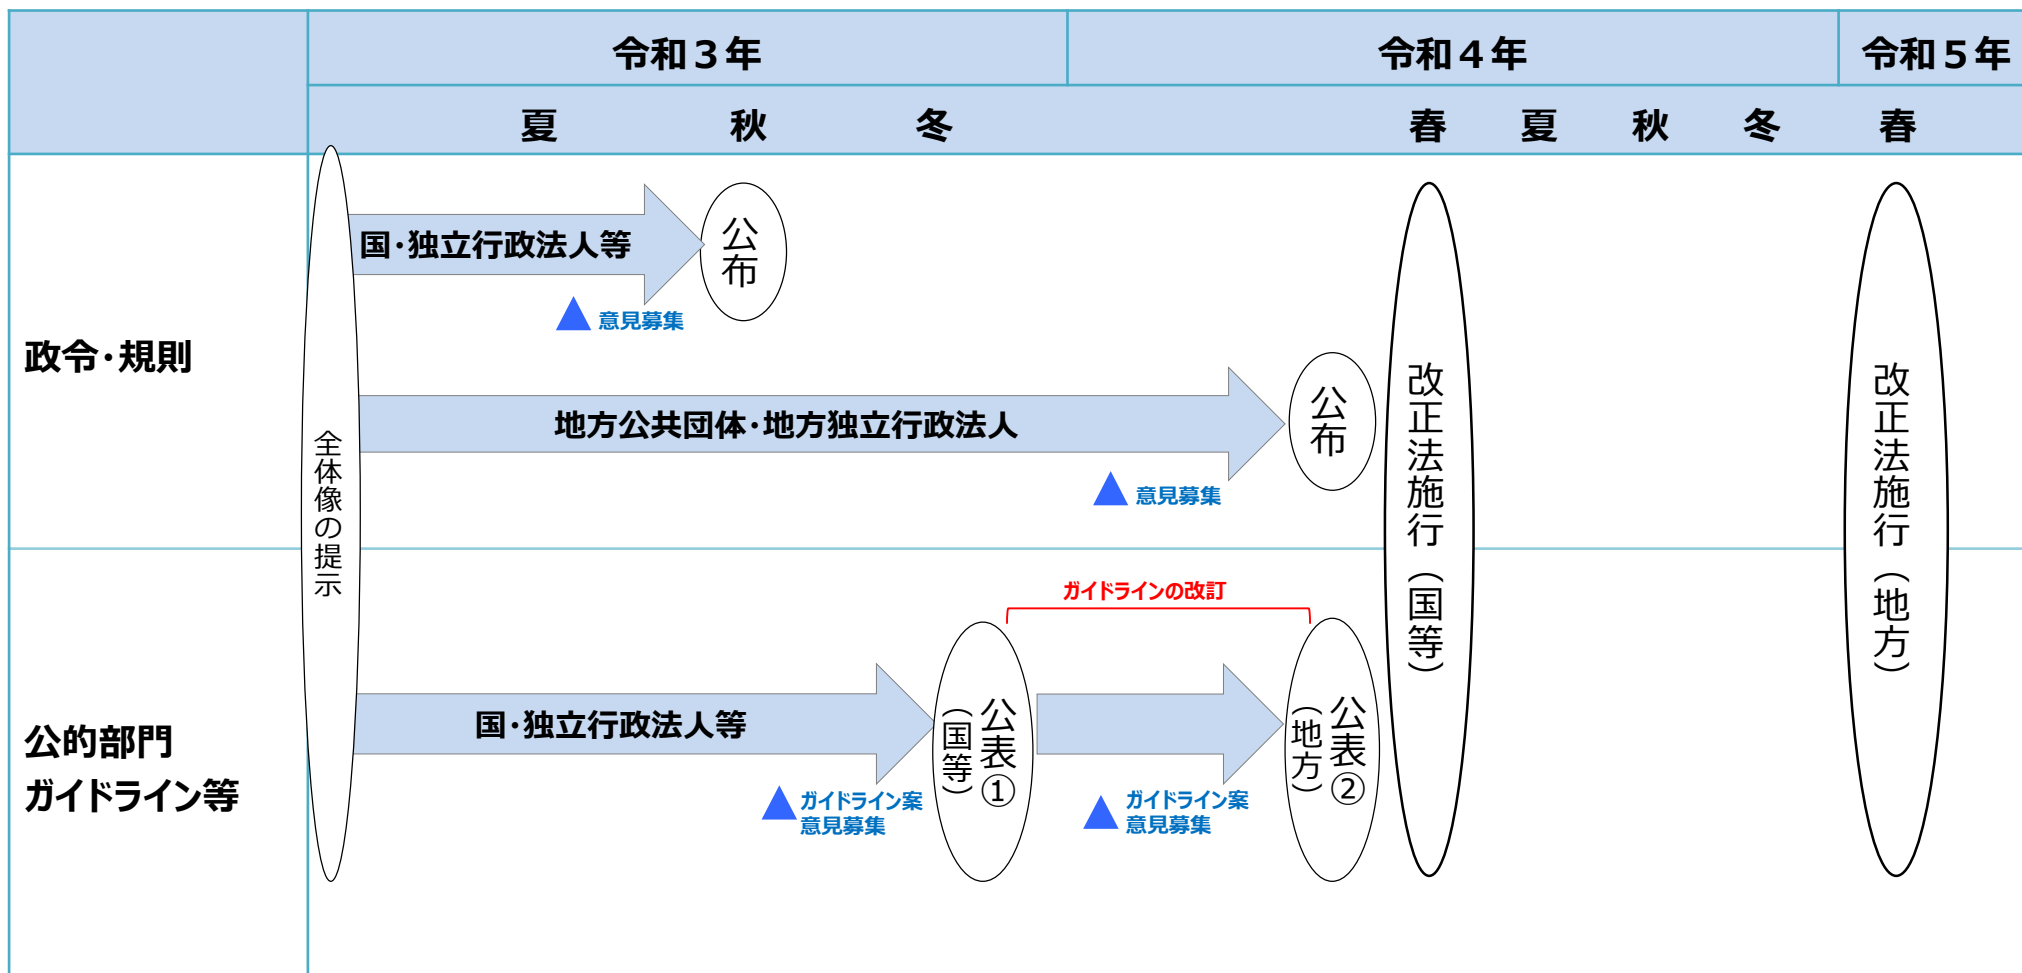 令和３年
令和４年
令和５年
夏 秋 冬 春 夏 秋 冬 春
政令・規則
全体像の提示
国・独立行政法人等
公布
意見募集
地方公共団体・地方独立行政法人
公布
意見募集
改正法施行（国等）
改正法施行（地方）
公的部門
ガイドライン等
ガイドラインの改訂
国・独立行政法人等
公表①
（国等）
公表②
（地方）
ガイドライン案
意見募集
ガイドライン案
意見募集